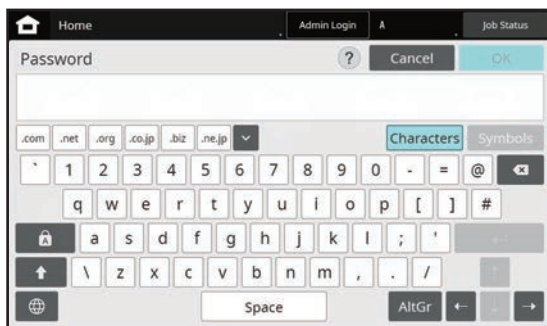 Home Admin Login A Job Status
Password ? Cancel OK
.com .net .org .co.jp .biz .ne.jp Characters Symbols
` 1 2 3 4 5 6 7 8 9 0 - = @
q w e r t y u i o p [ ] #
A a s d f g h j k l ; '
\ z x c v b n m , . /
Space AltGr